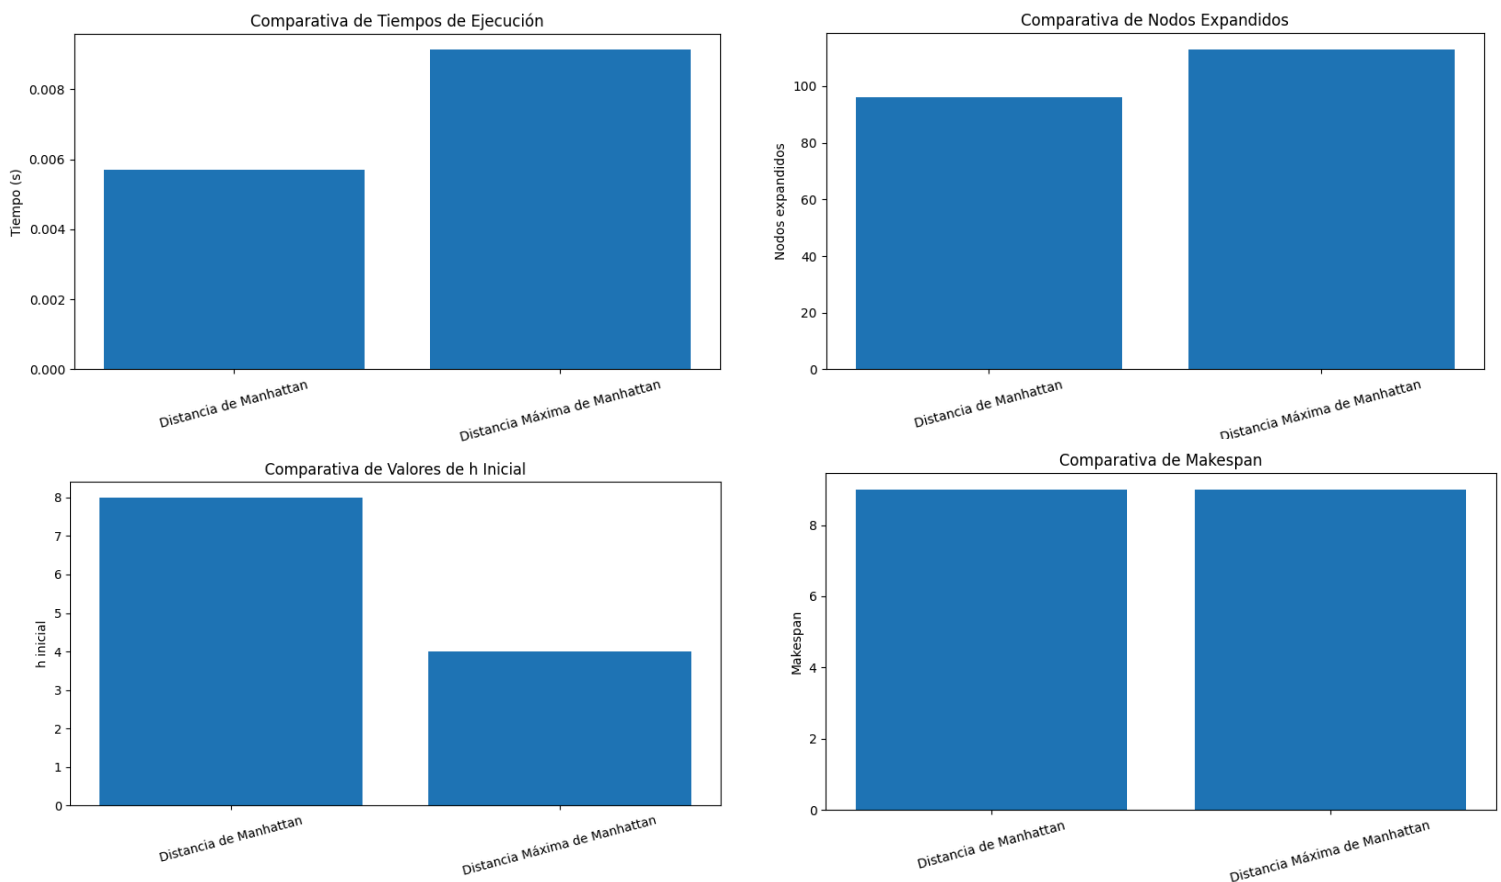 Comparativa de Tiempos de Ejecución
Tiempo (s)
0.008
0.006
0.004
0.002
0.000
Distancia de Manhattan
Distancia Máxima de Manhattan
Comparativa de Nodos Expandidos
Nodos expandidos
100
80
60
40
20
0
Distancia de Manhattan
Distancia Máxima de Manhattan
Comparativa de Valores de h Inicial
h inicial
8
7
6
5
4
3
2
1
0
Distancia de Manhattan
Distancia Máxima de Manhattan
Comparativa de Makespan
Makespan
8
6
4
2
0
Distancia de Manhattan
Distancia Máxima de Manhattan